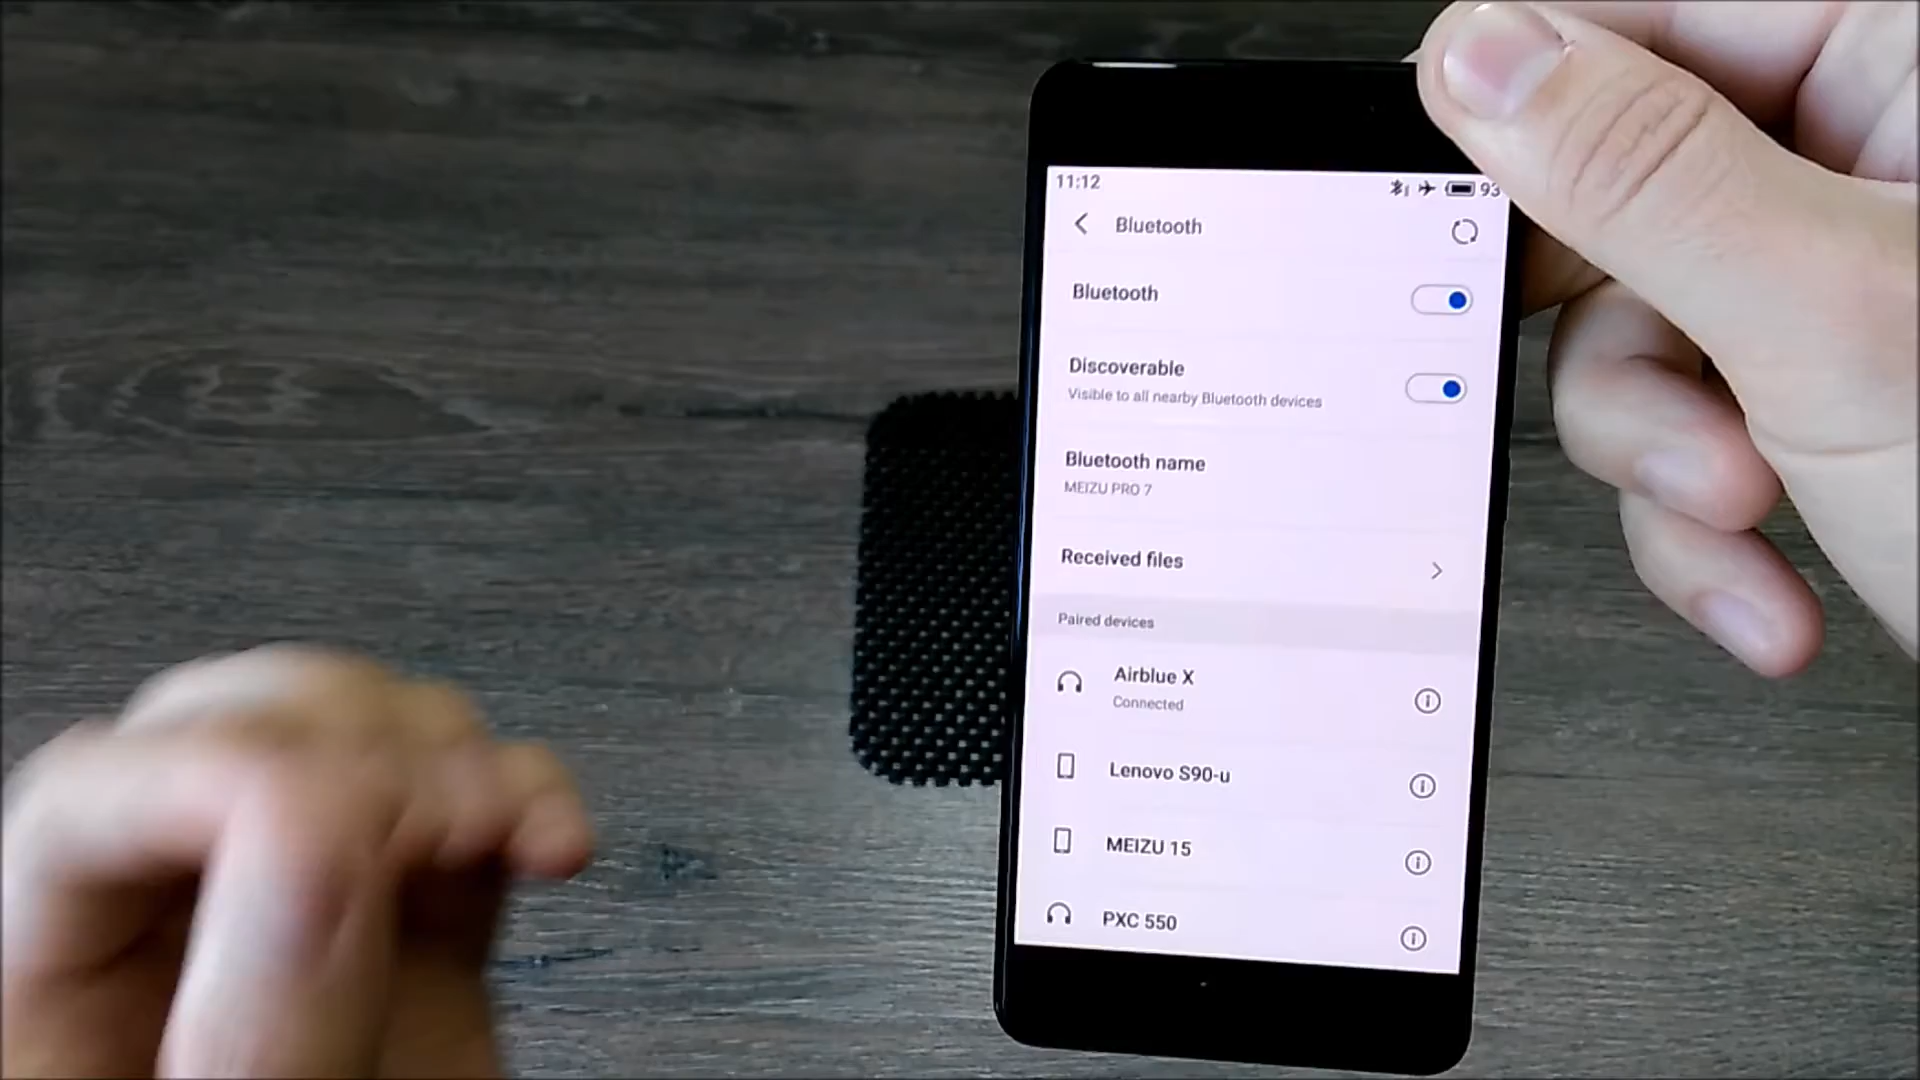 11:12
93
Bluetooth
Bluetooth
Discoverable
Visible to all nearby Bluetooth devices
Bluetooth name
MEIZU PRO 7
Received files
Paired devices
Airblue X
Connected
Lenovo S90-u
MEIZU 15
PXC 550